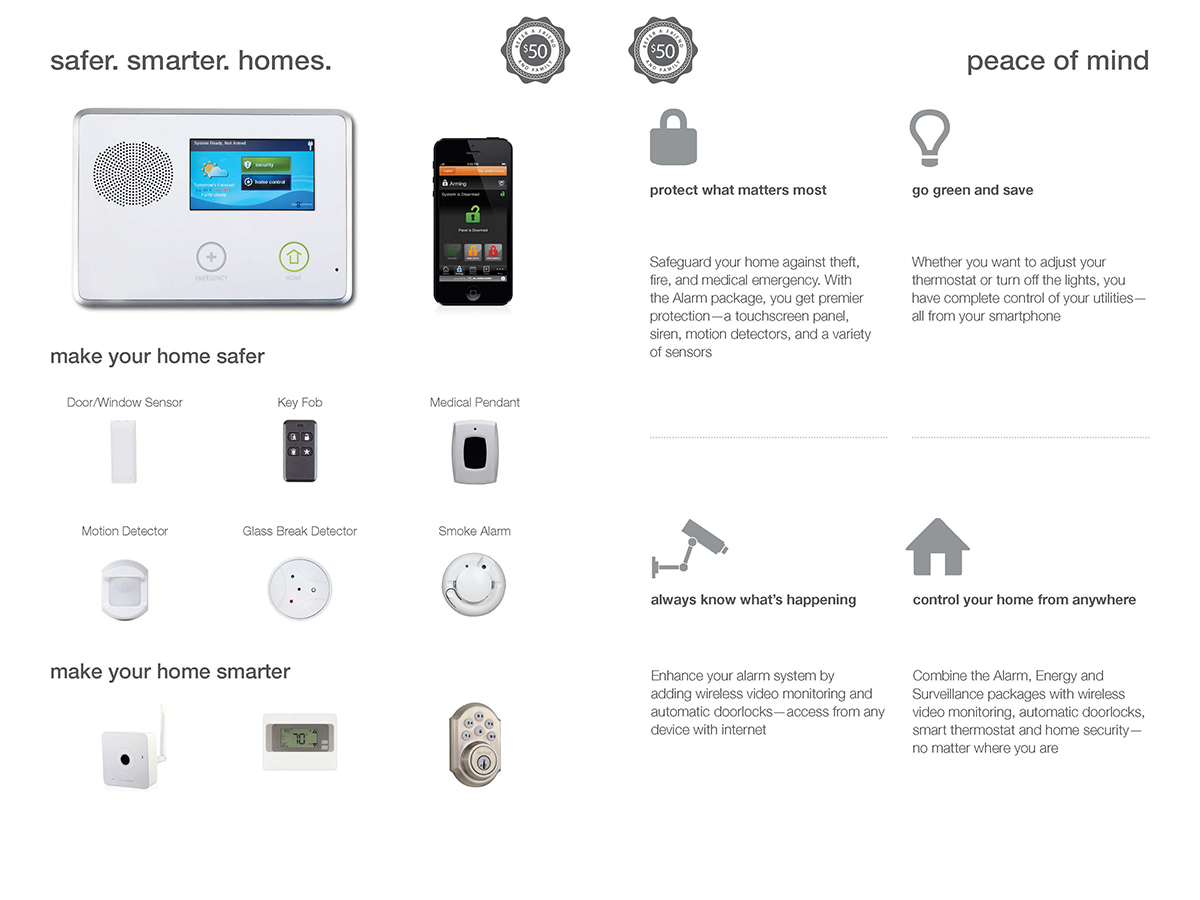 safer. smarter. homes.
REFER A FRIEND
$50
AND FAMILY
System Ready, Not Armed
security
home control
Tomorrow's Forecast
Partly cloudy
EMERGENCY
HOME
Arming
System is Disarmed
Panel is Disarmed
make your home safer
Door/Window Sensor
Key Fob
Medical Pendant
Motion Detector
Glass Break Detector
Smoke Alarm
make your home smarter
70°
REFER A FRIEND
$50
AND FAMILY
peace of mind
protect what matters most
Safeguard your home against theft,
fire, and medical emergency. With
the Alarm package, you get premier
protection—a touchscreen panel,
siren, motion detectors, and a variety
of sensors
go green and save
Whether you want to adjust your
thermostat or turn off the lights, you
have complete control of your utilities—
all from your smartphone
always know what's happening
Enhance your alarm system by
adding wireless video monitoring and
automatic doorlocks—access from any
device with internet
control your home from anywhere
Combine the Alarm, Energy and
Surveillance packages with wireless
video monitoring, automatic doorlocks,
smart thermostat and home security—
no matter where you are